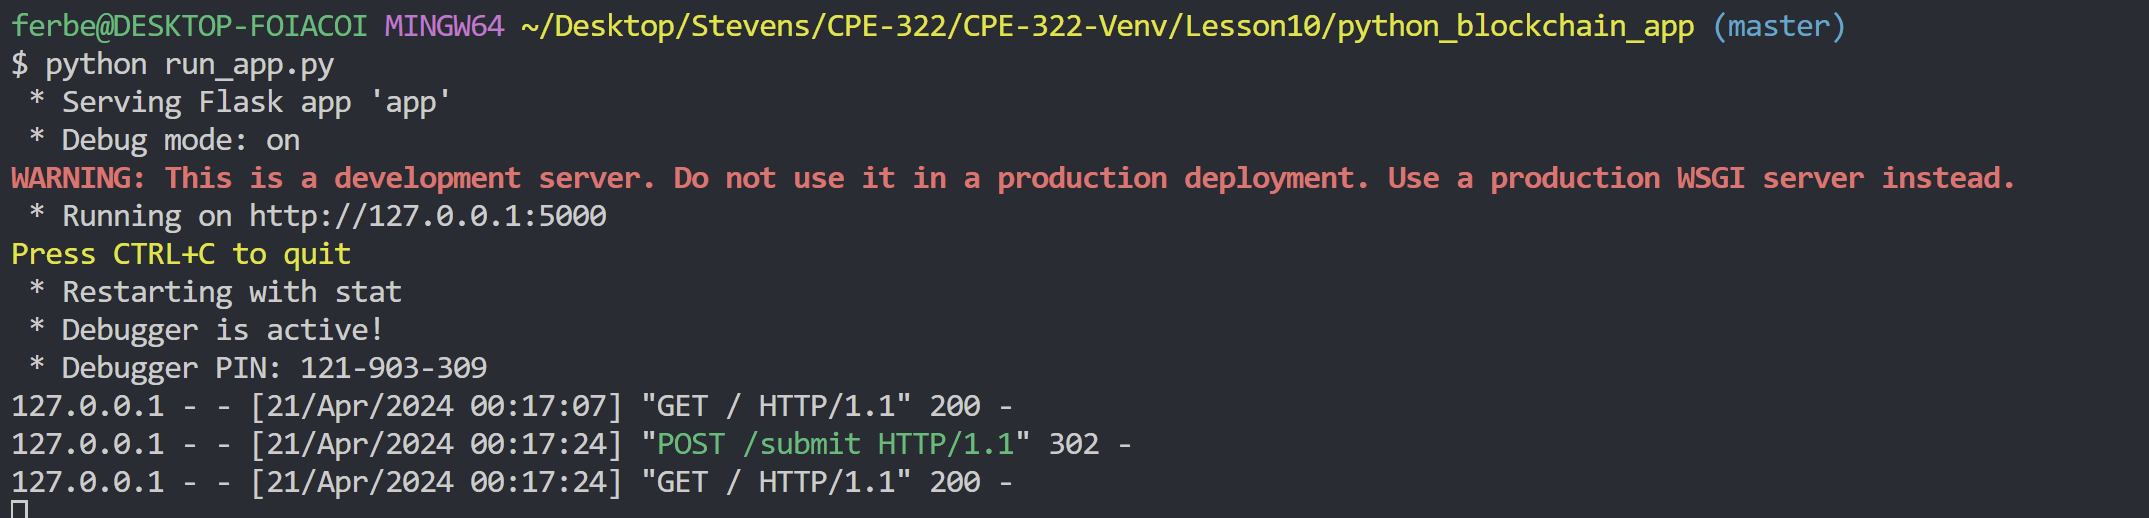 ferbe@DESKTOP-FOIACOI MINGW64 ~/Desktop/Stevens/CPE-322/CPE-322-Venv/Lesson10/python_blockchain_app (master)
$ python run_app.py
 * Serving Flask app 'app'
 * Debug mode: on
WARNING: This is a development server. Do not use it in a production deployment. Use a production WSGI server instead.
 * Running on http://127.0.0.1:5000
Press CTRL+C to quit
 * Restarting with stat
 * Debugger is active!
 * Debugger PIN: 121-903-309
127.0.0.1 - - [21/Apr/2024 00:17:07] "GET / HTTP/1.1" 200 -
127.0.0.1 - - [21/Apr/2024 00:17:24] "POST /submit HTTP/1.1" 302 -
127.0.0.1 - - [21/Apr/2024 00:17:24] "GET / HTTP/1.1" 200 -